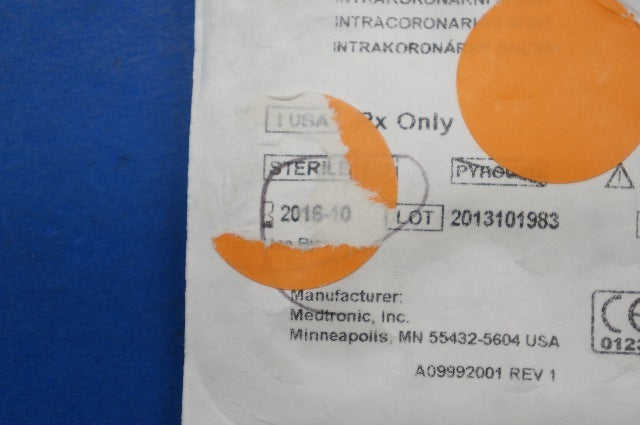 INTRACORONARI
INTRAKORONÁR
USA Rx Only
STERILE
2016-10 LOT 2013101983
Manufacturer:
Medtronic, Inc.
Minneapolis, MN 55432-5604 USA
CE
0123
A09992001 REV 1